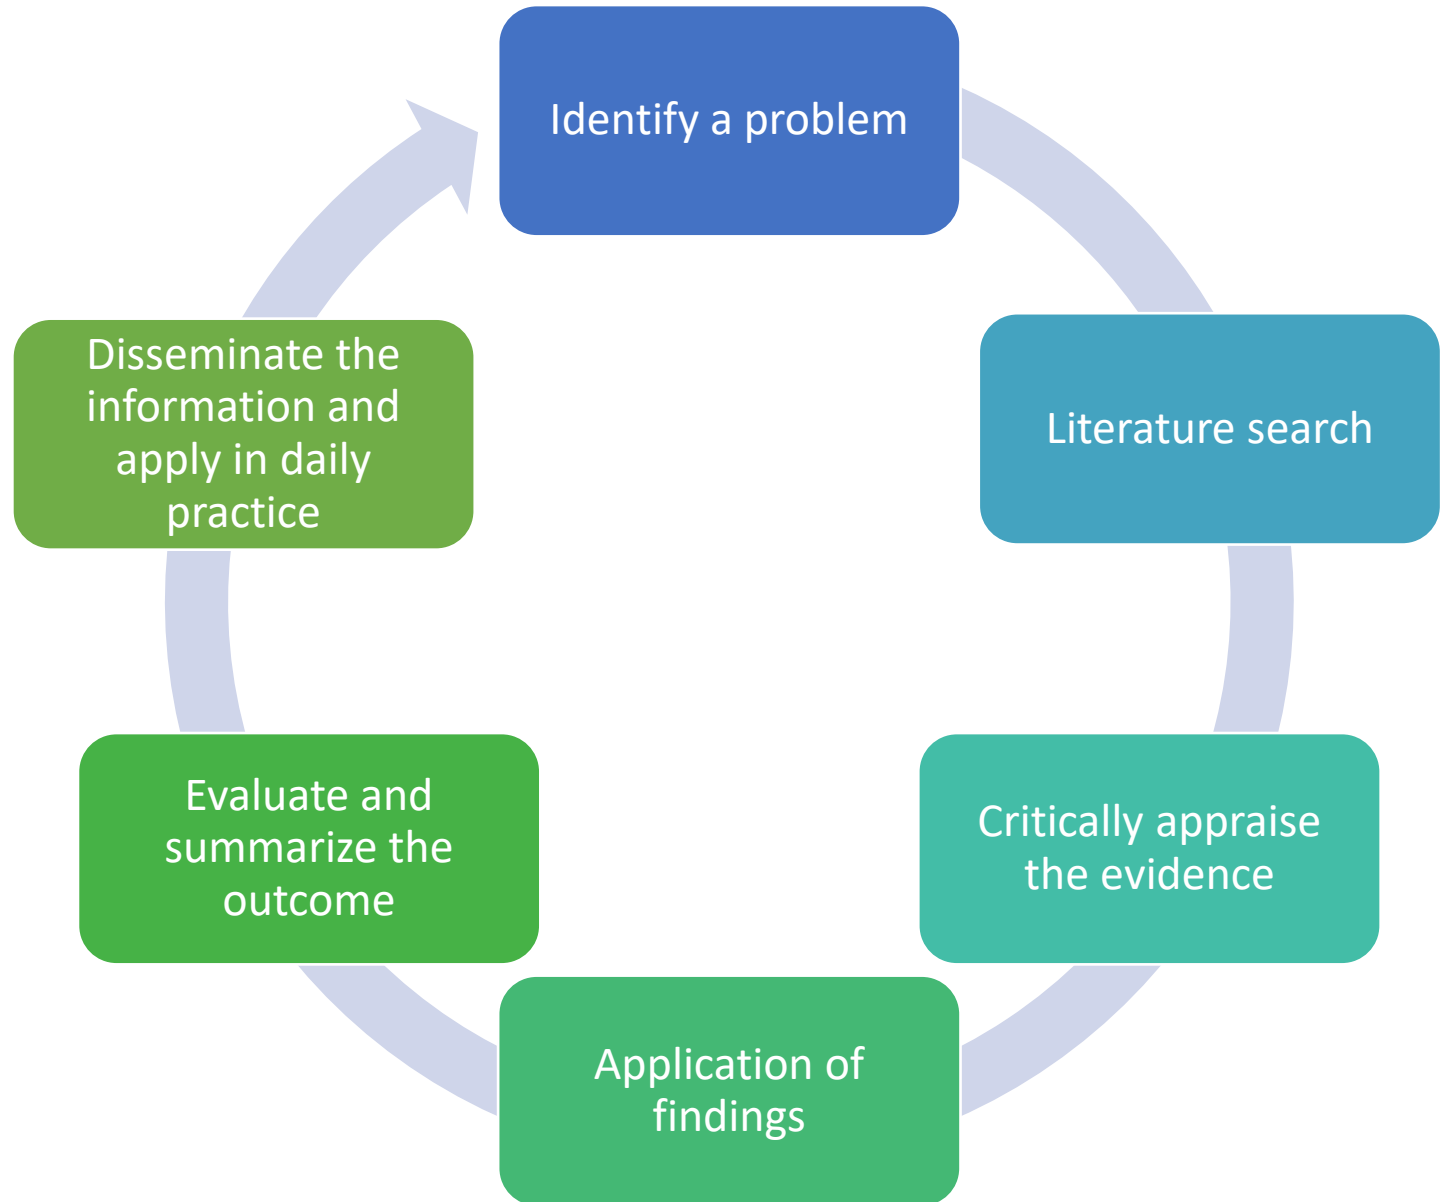 Identify a problem
Literature search
Critically appraise
the evidence
Application of
findings
Evaluate and
summarize the
outcome
Disseminate the
information and
apply in daily
practice